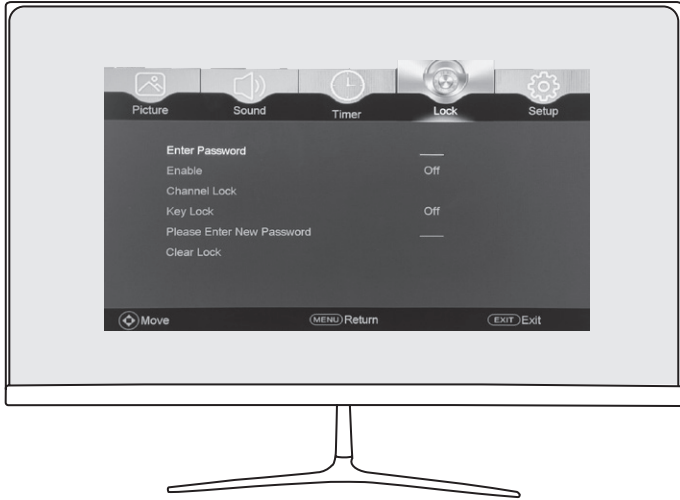 Picture Sound Timer Lock Setup
Enter Password
Enable Off
Channel Lock
Key Lock Off
Please Enter New Password
Clear Lock
Move MENU Return EXIT Exit